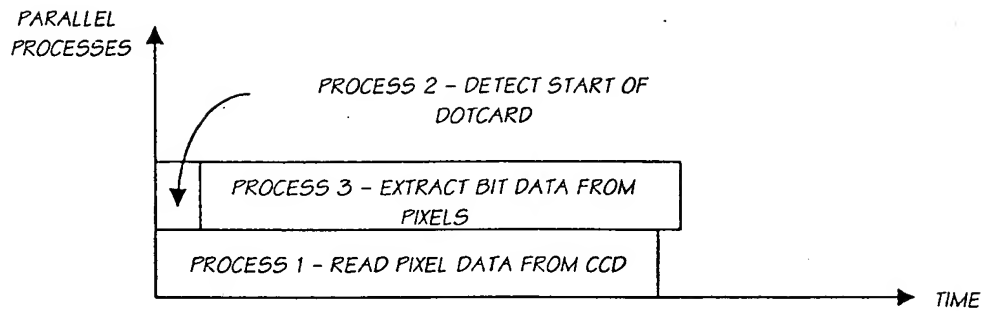 PARALLEL
PROCESSES
PROCESS 2 – DETECT START OF
DOTCARD
PROCESS 3 – EXTRACT BIT DATA FROM
PIXELS
PROCESS 1 – READ PIXEL DATA FROM CCD
TIME